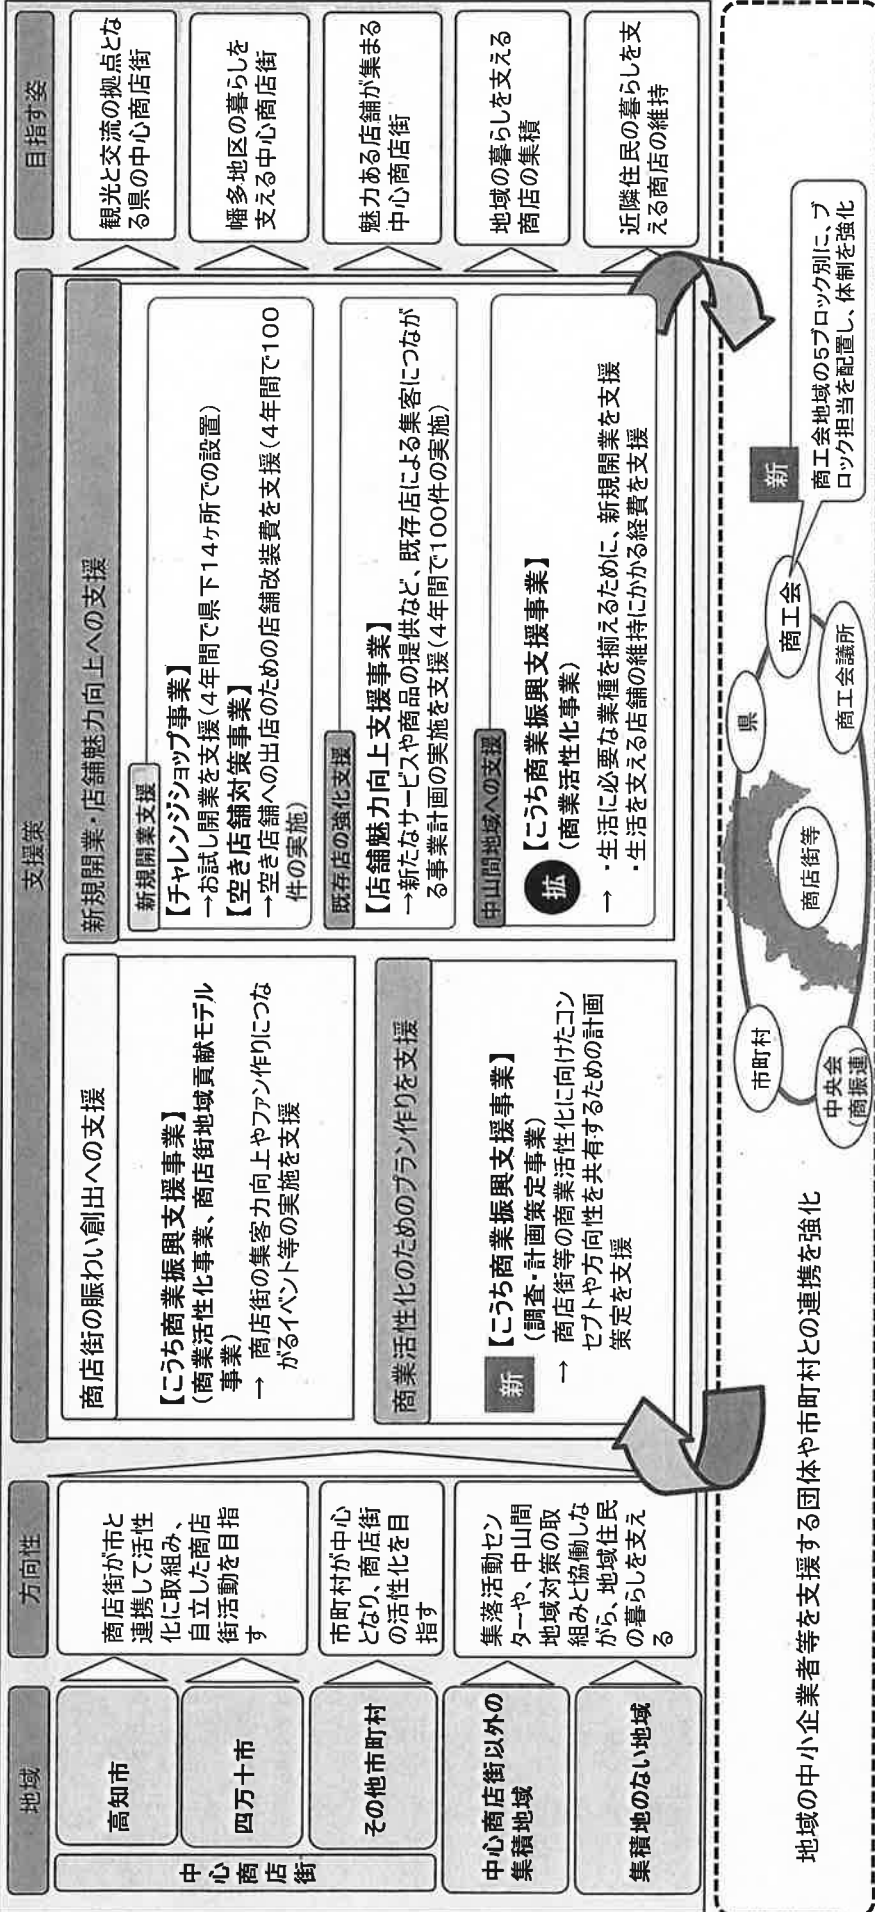 地域
方向性
支援策
目指す姿
中心商店街
高知市
四万十市
その他市町村
中心商店街以外の
集積地域
集積地のない地域
商店街が市と
連携して活性
化に取組み、
自立した商店
街活動を目指
す
市町村が中心
となり、商店街
の活性化を目
指す
集落活動セン
ターや、中山間
地域対策の取
組みと協働しな
がら、地域住民
の暮らしを支え
る
商店街の賑わい創出への支援
【こうち商業振興支援事業】
(商業活性化事業、商店街地域貢献モデル
事業)
→ 商店街の集客力向上やファン作りにつな
がるイベント等の実施を支援
商業活性化のためのプラン作りを支援
新
【こうち商業振興支援事業】
(調査・計画策定事業)
→ 商店街等の商業活性化に向けたコン
セプトや方向性を共有するための計画
策定を支援
新規開業・店舗魅力向上への支援
新規開業支援
【チャレンジショップ事業】
→お試し開業を支援(4年間で県下14ヶ所での設置)
【空き店舗対策事業】
→空き店舗への出店のための店舗改装費を支援(4年間で100
件の実施)
既存店の強化支援
【店舗魅力向上支援事業】
→新たなサービスや商品の提供など、既存店による集客につなが
る事業計画の実施を支援(4年間で100件の実施)
中山間地域への支援
拡
【こうち商業振興支援事業】
(商業活性化事業)
→ ・生活に必要な業種を揃えるために、新規開業を支援
・生活を支える店舗の維持にかかる経費を支援
観光と交流の拠点とな
る県の中心商店街
幡多地区の暮らしを
支える中心商店街
魅力ある店舗が集まる
中心商店街
地域の暮らしを支える
商店の集積
近隣住民の暮らしを支
える商店の維持
地域の中小企業者等を支援する団体や市町村との連携を強化
市町村
県
商工会
商工会議所
中央会
(商振連)
商店街等
新
商工会地域の5ブロック別に、ブ
ロック担当を配置し、体制を強化